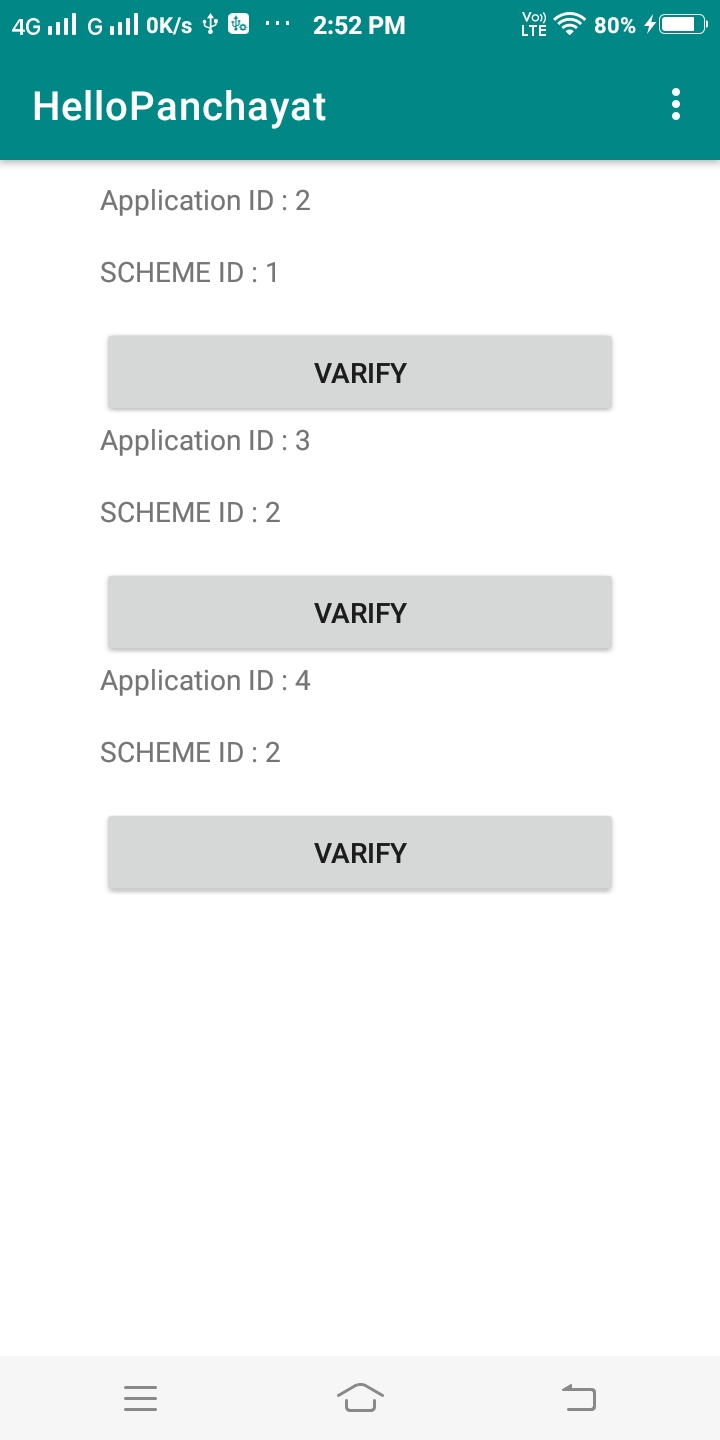 4G G 0K/s ... 2:52 PM Vo)) LTE 80%
HelloPanchayat
Application ID : 2
SCHEME ID : 1
VARIFY
Application ID : 3
SCHEME ID : 2
VARIFY
Application ID : 4
SCHEME ID : 2
VARIFY